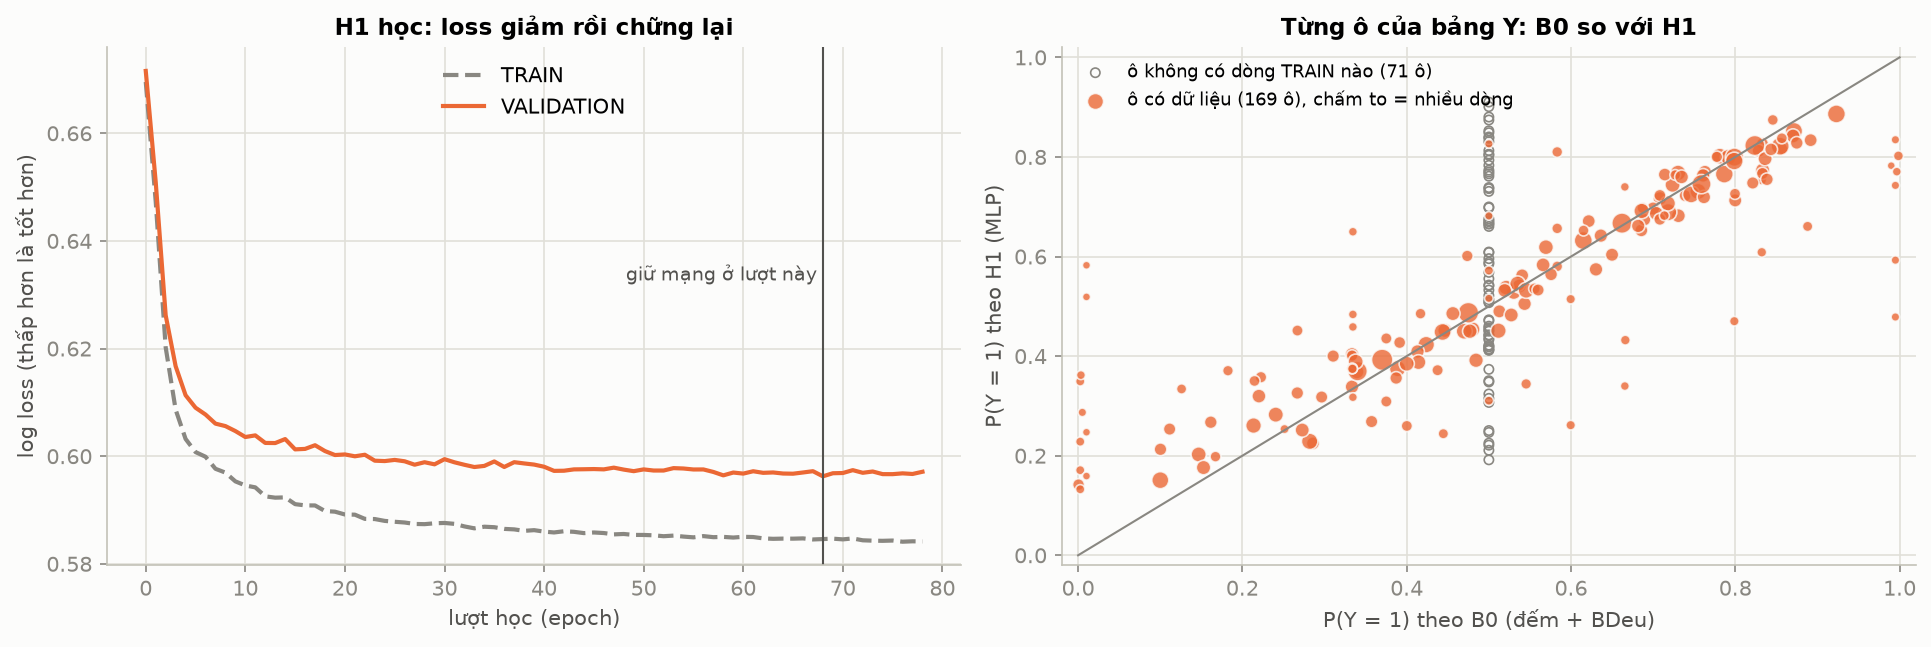 H1 học: loss giảm rồi chững lại
TRAIN
VALIDATION
giữ mạng ở lượt này
log loss (thấp hơn là tốt hơn)
0.66
0.64
0.62
0.60
0.58
0 10 20 30 40 50 60 70 80
lượt học (epoch)
Từng ô của bảng Y: B0 so với H1
ô không có dòng TRAIN nào (71 ô)
ô có dữ liệu (169 ô), chấm to = nhiều dòng
P(Y = 1) theo H1 (MLP)
1.0
0.8
0.6
0.4
0.2
0.0
0.0 0.2 0.4 0.6 0.8 1.0
P(Y = 1) theo B0 (đếm + BDeu)